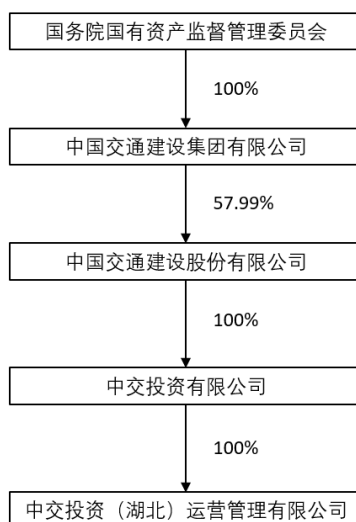 国务院国有资产监督管理委员会
100%
中国交通建设集团有限公司
57.99%
中国交通建设股份有限公司
100%
中交投资有限公司
100%
中交投资（湖北）运营管理有限公司